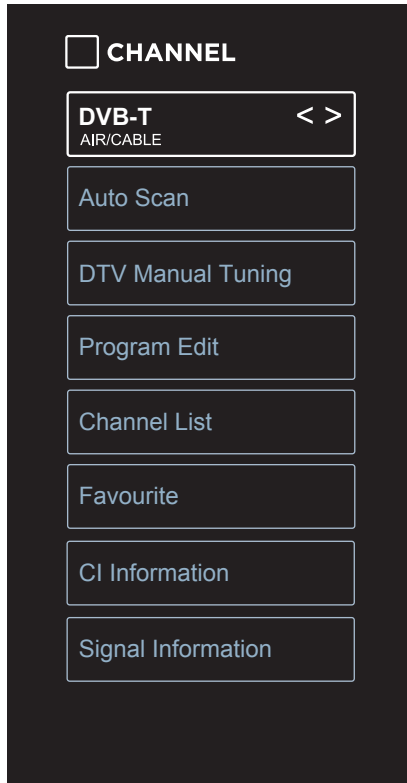 CHANNEL
DVB-T < >
AIR/CABLE
Auto Scan
DTV Manual Tuning
Program Edit
Channel List
Favourite
CI Information
Signal Information